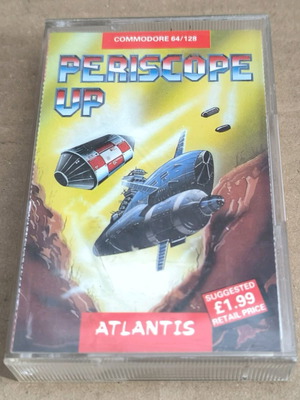 COMMODORE 64/128
PERISCOPE
UP
SUGGESTED
£1.99
RETAIL PRICE
ATLANTIS